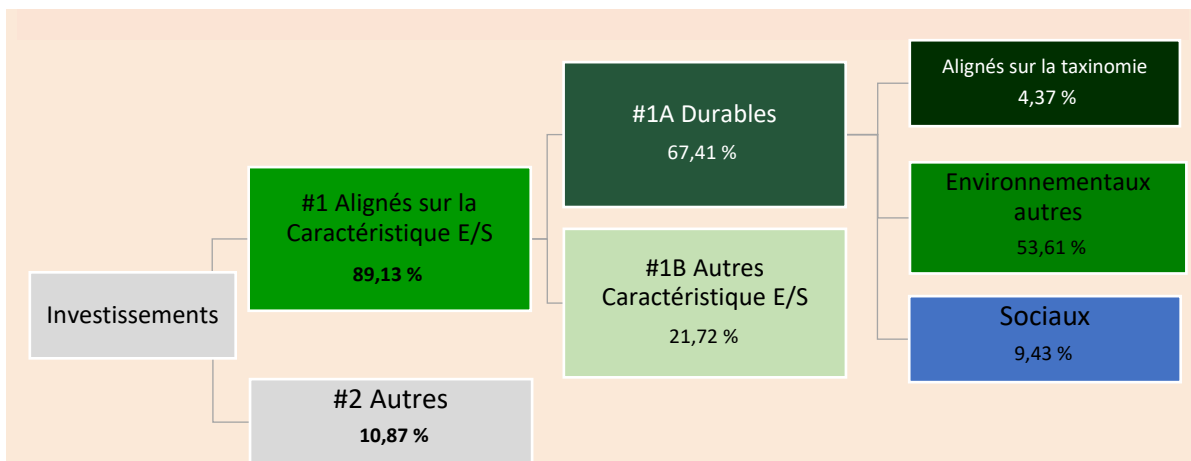 Investissements
#1 Alignés sur la
Caractéristique E/S
89,13 %
#2 Autres
10,87 %
#1A Durables
67,41 %
#1B Autres
Caractéristique E/S
21,72 %
Alignés sur la taxinomie
4,37 %
Environnementaux
autres
53,61 %
Sociaux
9,43 %